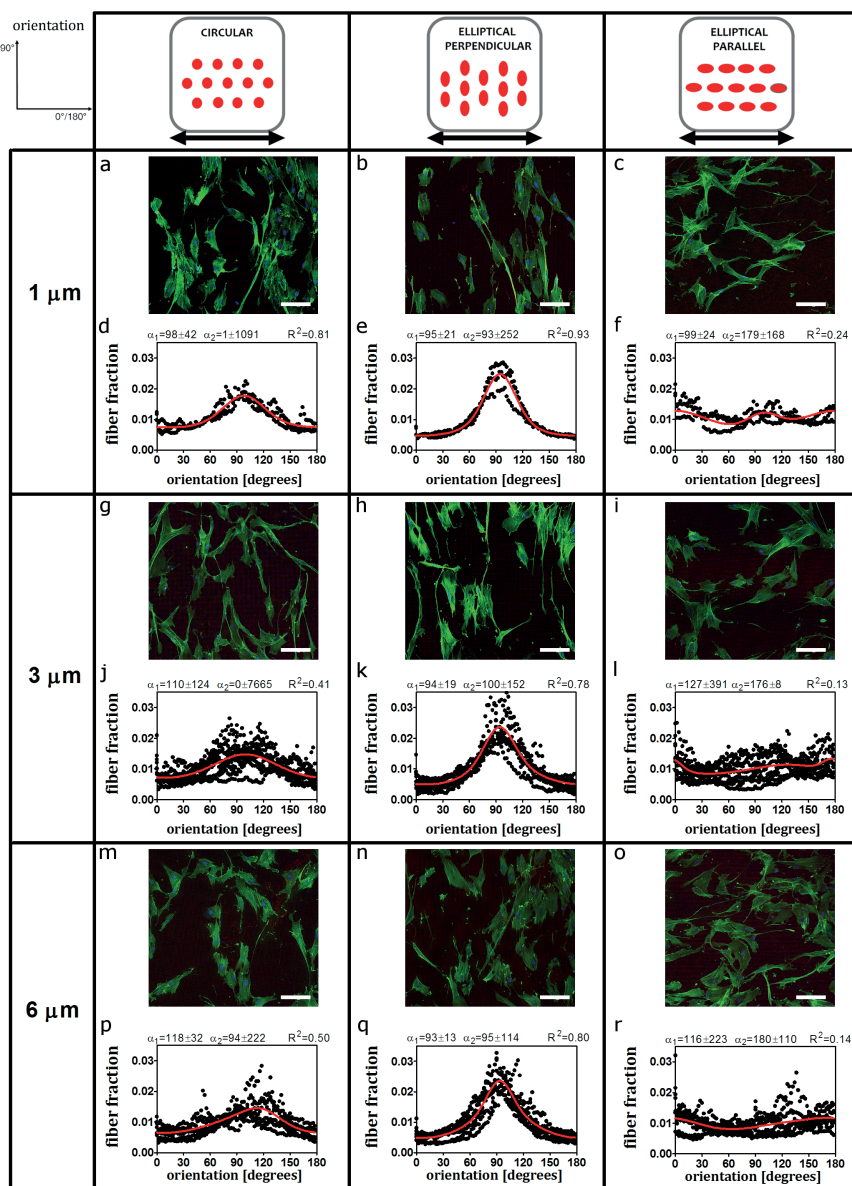 orientation
90°
0°/180°
CIRCULAR
ELLIPTICAL
PERPENDICULAR
ELLIPTICAL
PARALLEL
1 μm
a
b
c
d
α1=98±42 α2=1±1091 R²=0.81
fiber fraction
0.03
0.02
0.01
0.00
0 30 60 90 120 150 180
orientation [degrees]
e
α1=95±21 α2=93±252 R²=0.93
fiber fraction
0.03
0.02
0.01
0.00
0 30 60 90 120 150 180
orientation [degrees]
f
α1=99±24 α2=179±168 R²=0.24
fiber fraction
0.03
0.02
0.01
0.00
0 30 60 90 120 150 180
orientation [degrees]
3 μm
g
h
i
j
α1=110±124 α2=0±7665 R²=0.41
fiber fraction
0.03
0.02
0.01
0.00
0 30 60 90 120 150 180
orientation [degrees]
k
α1=94±19 α2=100±152 R²=0.78
fiber fraction
0.03
0.02
0.01
0.00
0 30 60 90 120 150 180
orientation [degrees]
l
α1=127±391 α2=176±8 R²=0.13
fiber fraction
0.03
0.02
0.01
0.00
0 30 60 90 120 150 180
orientation [degrees]
6 μm
m
n
o
p
α1=118±32 α2=94±222 R²=0.50
fiber fraction
0.03
0.02
0.01
0.00
0 30 60 90 120 150 180
orientation [degrees]
q
α1=93±13 α2=95±114 R²=0.80
fiber fraction
0.03
0.02
0.01
0.00
0 30 60 90 120 150 180
orientation [degrees]
r
α1=116±223 α2=180±110 R²=0.14
fiber fraction
0.03
0.02
0.01
0.00
0 30 60 90 120 150 180
orientation [degrees]